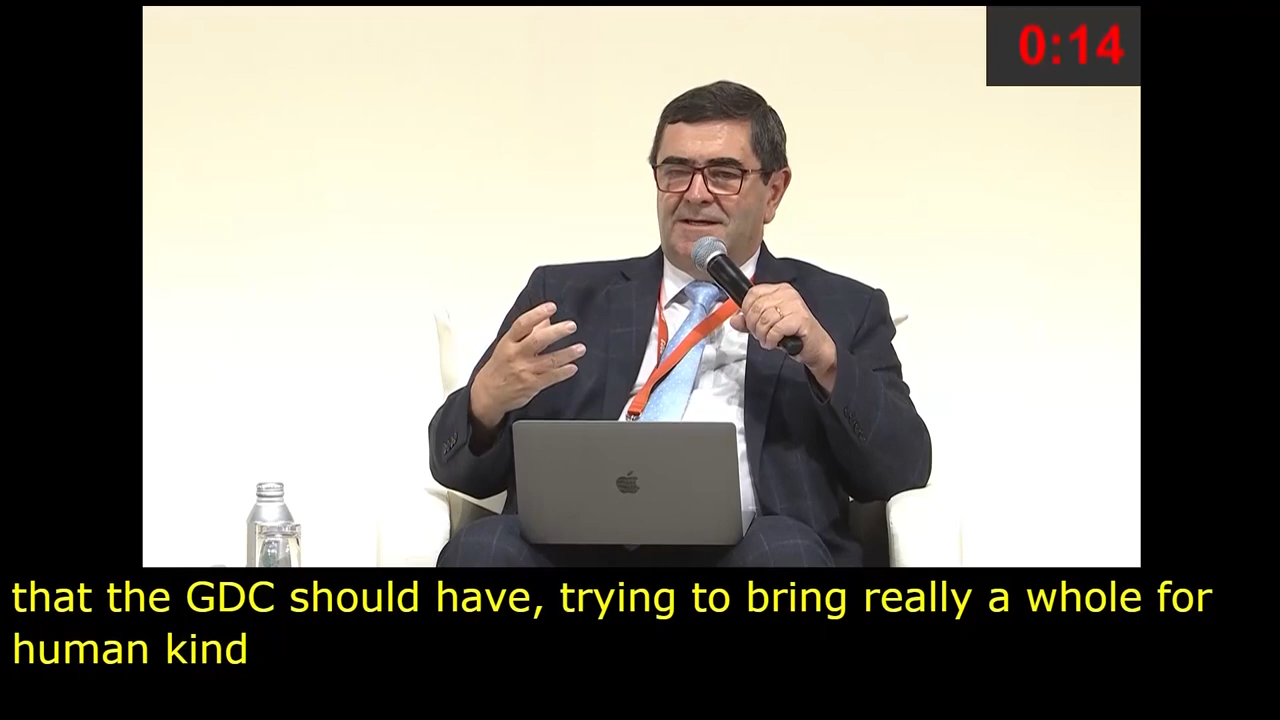 0:14
that the GDC should have, trying to bring really a whole for
human kind